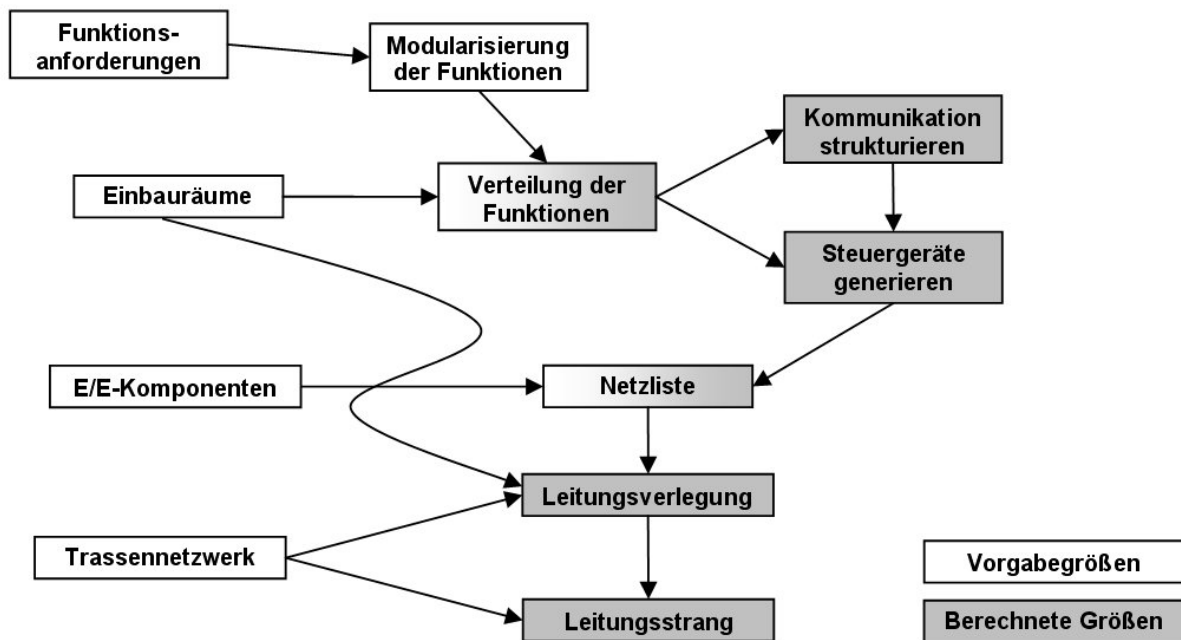 Funktions-
anforderungen
Modularisierung
der Funktionen
Kommunikation
strukturieren
Einbauräume
Verteilung der
Funktionen
Steuergeräte
generieren
E/E-Komponenten
Netzliste
Leitungsverlegung
Trassennetzwerk
Vorgabegrößen
Leitungsstrang
Berechnete Größen